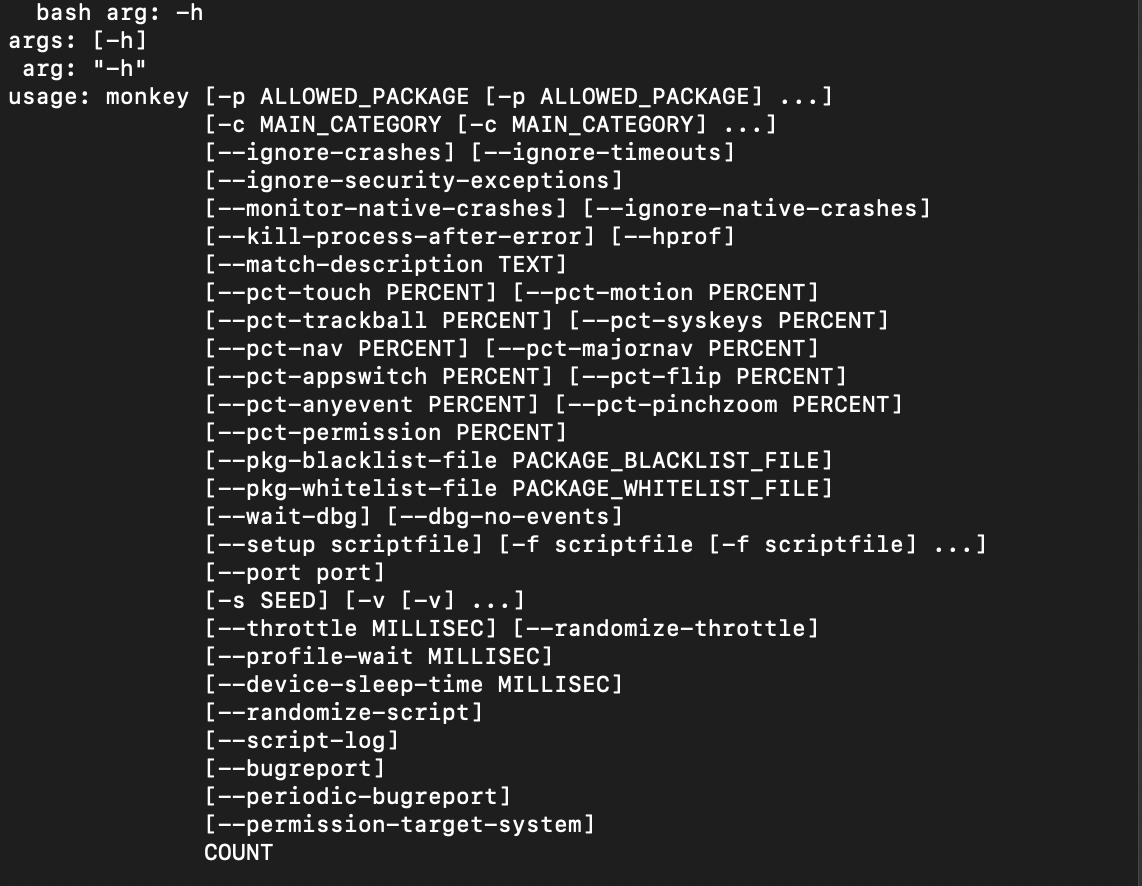 bash arg: -h
args: [-h]
arg: "-h"
usage: monkey [-p ALLOWED_PACKAGE [-p ALLOWED_PACKAGE] ...]
[-c MAIN_CATEGORY [-c MAIN_CATEGORY] ...]
[--ignore-crashes] [--ignore-timeouts]
[--ignore-security-exceptions]
[--monitor-native-crashes] [--ignore-native-crashes]
[--kill-process-after-error] [--hprof]
[--match-description TEXT]
[--pct-touch PERCENT] [--pct-motion PERCENT]
[--pct-trackball PERCENT] [--pct-syskeys PERCENT]
[--pct-nav PERCENT] [--pct-majornav PERCENT]
[--pct-appswitch PERCENT] [--pct-flip PERCENT]
[--pct-anyevent PERCENT] [--pct-pinchzoom PERCENT]
[--pct-permission PERCENT]
[--pkg-blacklist-file PACKAGE_BLACKLIST_FILE]
[--pkg-whitelist-file PACKAGE_WHITELIST_FILE]
[--wait-dbg] [--dbg-no-events]
[--setup scriptfile] [-f scriptfile [-f scriptfile] ...]
[--port port]
[-s SEED] [-v [-v] ...]
[--throttle MILLISEC] [--randomize-throttle]
[--profile-wait MILLISEC]
[--device-sleep-time MILLISEC]
[--randomize-script]
[--script-log]
[--bugreport]
[--periodic-bugreport]
[--permission-target-system]
COUNT